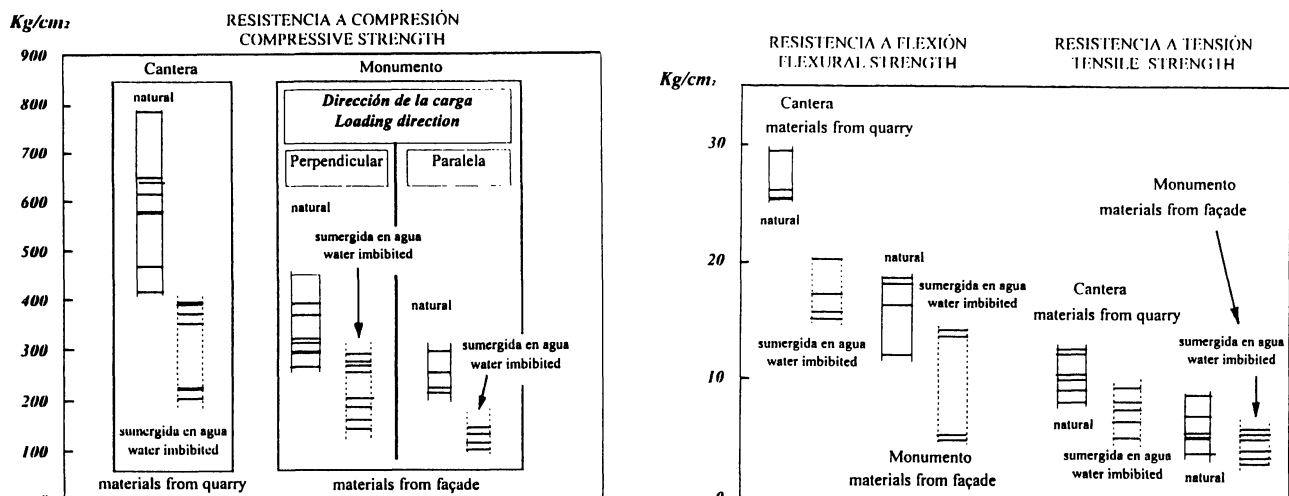 Kg/cm₂
RESISTENCIA A COMPRESIÓN
COMPRESSIVE STRENGTH
900
800
700
600
500
400
300
200
100
Cantera
natural
sumergida en agua
water imbibited
materials from quarry
Monumento
Dirección de la carga
Loading direction
Perpendicular
Paralela
natural
sumergida en agua
water imbibited
natural
sumergida en agua
water imbibited
materials from façade
RESISTENCIA A FLEXIÓN
FLEXURAL STRENGTH
RESISTENCIA A TENSIÓN
TENSILE STRENGTH
Kg/cm₂
30
20
10
0
Cantera
materials from quarry
natural
sumergida en agua
water imbibited
natural
sumergida en agua
water imbibited
Monumento
materials from façade
Monumento
materials from façade
Cantera
materials from quarry
natural
sumergida en agua
water imbibited
natural
sumergida en agua
water imbibited